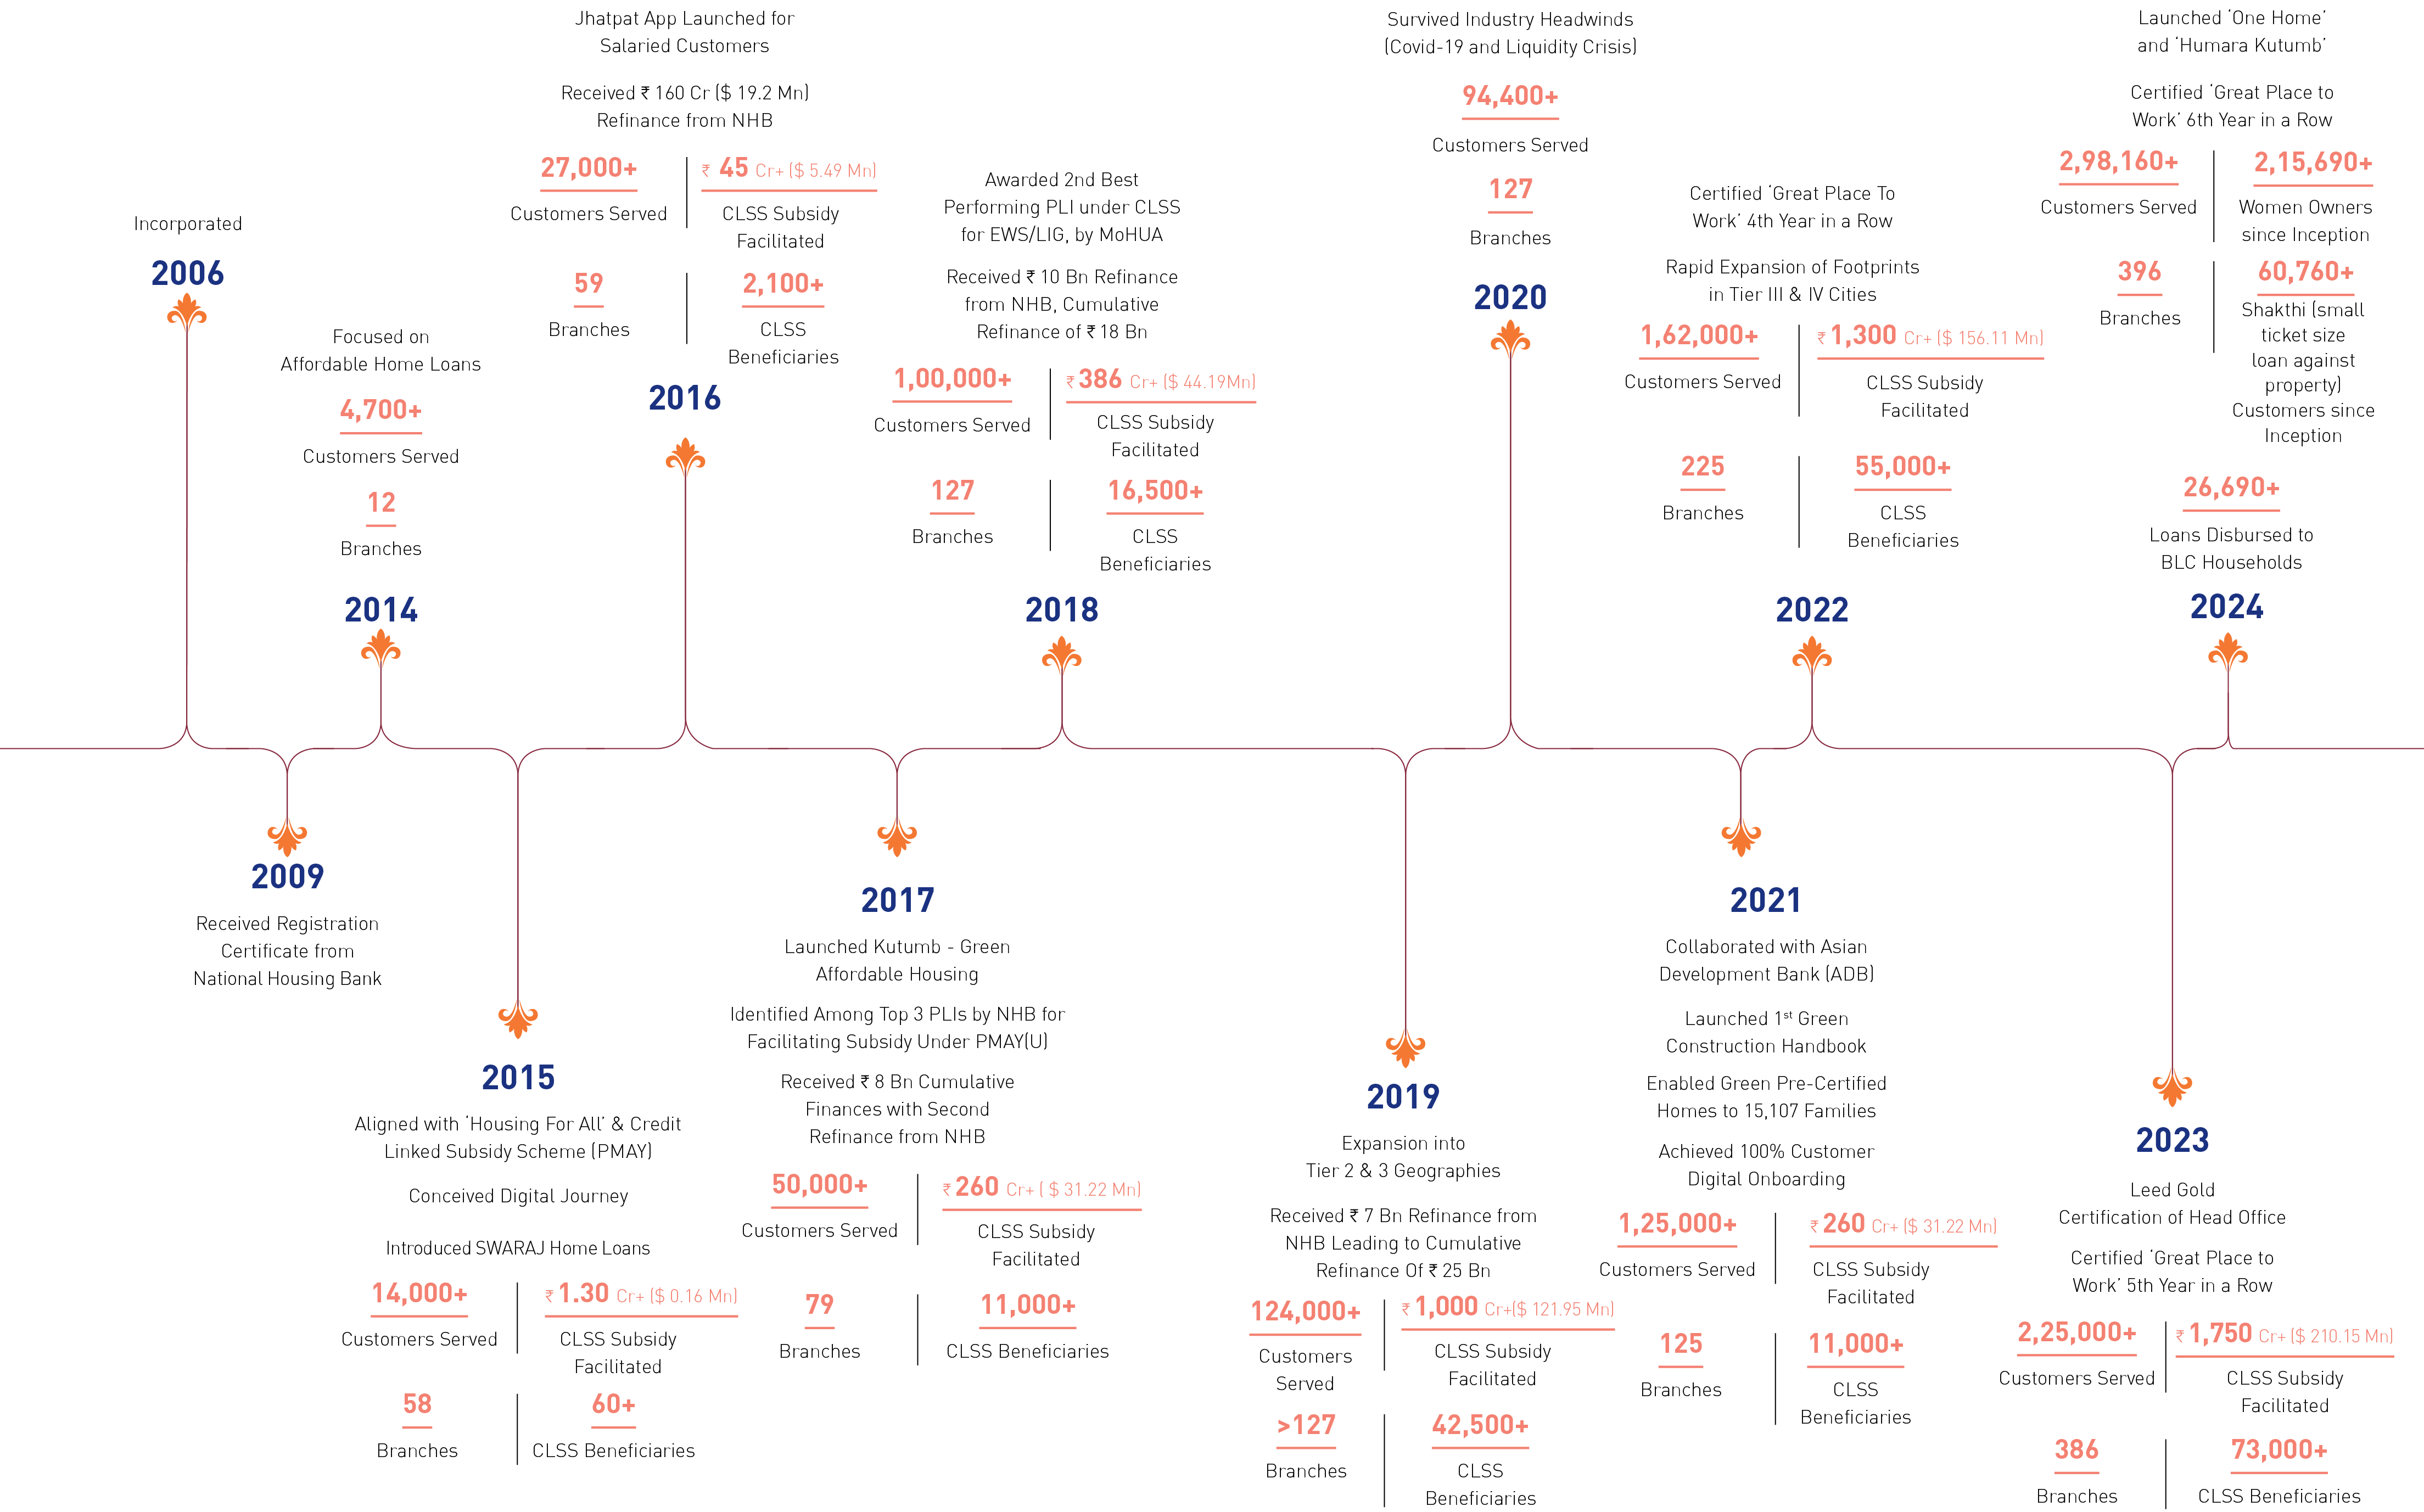 Incorporated
2006
2009
Received Registration
Certificate from
National Housing Bank
Focused on
Affordable Home Loans
4,700+
Customers Served
12
Branches
2014
2015
Aligned with ‘Housing For All’ & Credit
Linked Subsidy Scheme (PMAY)
Conceived Digital Journey
Introduced SWARAJ Home Loans
14,000+
Customers Served
₹ 1.30 Cr+ ($ 0.16 Mn)
CLSS Subsidy
Facilitated
58
Branches
60+
CLSS Beneficiaries
Jhatpat App Launched for
Salaried Customers
Received ₹ 160 Cr ($ 19.2 Mn)
Refinance from NHB
27,000+
Customers Served
₹ 45 Cr+ ($ 5.49 Mn)
CLSS Subsidy
Facilitated
59
Branches
2,100+
CLSS
Beneficiaries
2016
2017
Launched Kutumb - Green
Affordable Housing
Identified Among Top 3 PLIs by NHB for
Facilitating Subsidy Under PMAY(U)
Received ₹ 8 Bn Cumulative
Finances with Second
Refinance from NHB
50,000+
Customers Served
₹ 260 Cr+ ( $ 31.22 Mn)
CLSS Subsidy
Facilitated
79
Branches
11,000+
CLSS Beneficiaries
Awarded 2nd Best
Performing PLI under CLSS
for EWS/LIG, by MoHUA
Received ₹ 10 Bn Refinance
from NHB, Cumulative
Refinance of ₹ 18 Bn
1,00,000+
Customers Served
₹ 386 Cr+ ($ 44.19Mn)
CLSS Subsidy
Facilitated
127
Branches
16,500+
CLSS
Beneficiaries
2018
2019
Expansion into
Tier 2 & 3 Geographies
Received ₹ 7 Bn Refinance from
NHB Leading to Cumulative
Refinance Of ₹ 25 Bn
124,000+
Customers
Served
₹ 1,000 Cr+($ 121.95 Mn)
CLSS Subsidy
Facilitated
>127
Branches
42,500+
CLSS
Beneficiaries
Survived Industry Headwinds
(Covid-19 and Liquidity Crisis)
94,400+
Customers Served
127
Branches
2020
2021
Collaborated with Asian
Development Bank (ADB)
Launched 1st Green
Construction Handbook
Enabled Green Pre-Certified
Homes to 15,107 Families
Achieved 100% Customer
Digital Onboarding
1,25,000+
Customers Served
₹ 260 Cr+ ($ 31.22 Mn)
CLSS Subsidy
Facilitated
125
Branches
11,000+
CLSS
Beneficiaries
Certified ‘Great Place To
Work’ 4th Year in a Row
Rapid Expansion of Footprints
in Tier III & IV Cities
1,62,000+
Customers Served
₹ 1,300 Cr+ ($ 156.11 Mn)
CLSS Subsidy
Facilitated
225
Branches
55,000+
CLSS
Beneficiaries
2022
2023
Leed Gold
Certification of Head Office
Certified ‘Great Place to
Work’ 5th Year in a Row
2,25,000+
Customers Served
₹ 1,750 Cr+ ($ 210.15 Mn)
CLSS Subsidy
Facilitated
386
Branches
73,000+
CLSS Beneficiaries
Launched ‘One Home’
and ‘Humara Kutumb’
Certified ‘Great Place to
Work’ 6th Year in a Row
2,98,160+
Customers Served
2,15,690+
Women Owners
since Inception
396
Branches
60,760+
Shakthi (small
ticket size
loan against
property)
Customers since
Inception
26,690+
Loans Disbursed to
BLC Households
2024